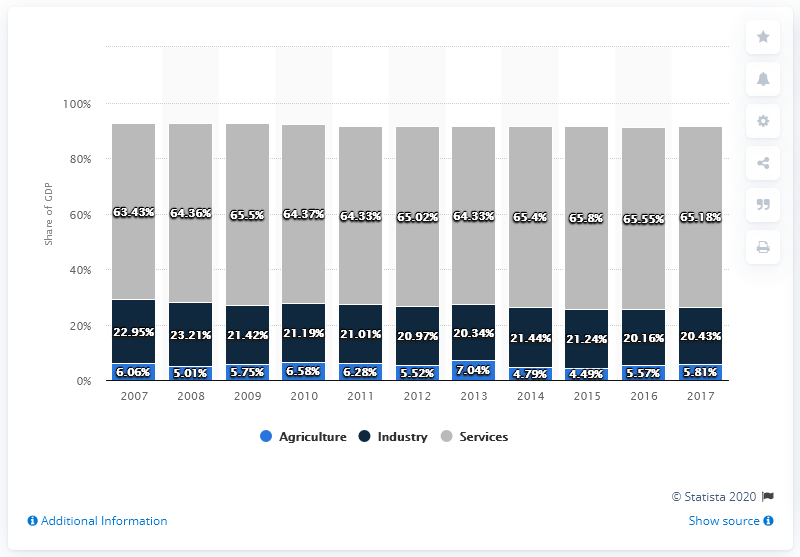 100%
80%
60%
40%
20%
0%
Share of GDP
63.43% 64.36% 65.5% 64.37% 64.33% 65.02% 64.33% 65.4% 65.8% 65.55% 65.18%
22.95% 23.21% 21.42% 21.19% 21.01% 20.97% 20.34% 21.44% 21.24% 20.16% 20.43%
6.06% 5.01% 5.75% 6.58% 6.28% 5.52% 7.04% 4.79% 4.49% 5.57% 5.81%
2007 2008 2009 2010 2011 2012 2013 2014 2015 2016 2017
Agriculture Industry Services
© Statista 2020
Additional Information Show source